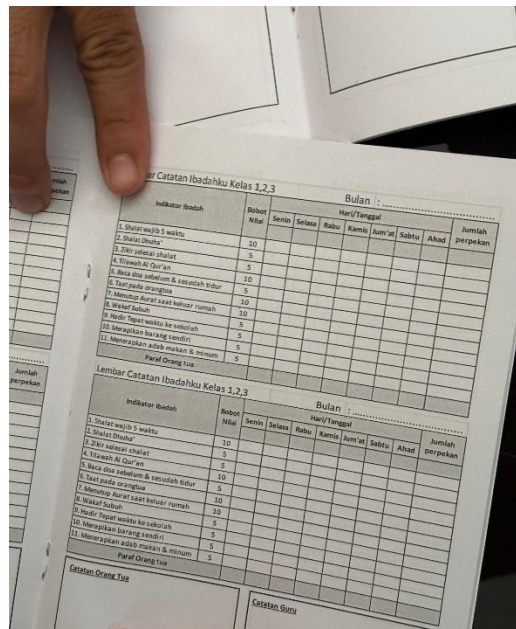 ar Catatan Ibadahku Kelas 1,2,3
Bulan : ....................
Indikator Ibadah Bobot Nilai Hari/Tanggal Jumlah perpekan
Senin Selasa Rabu Kamis Jum'at Sabtu Ahad
1. Shalat wajib 5 waktu 10
2. Shalat Dhuha' 5
3. Zikir selesai shalat 5
4. Tilawah Al Qur'an 10
5. Baca doa sebelum & sesudah tidur 5
6. Taat pada orangtua 10
7. Menutup Aurat saat keluar rumah 10
8. Wakaf Subuh 5
9. Hadir Tepat waktu ke sekolah 5
10. Merapikan barang sendiri 5
11. Menerapkan adab makan & minum 5
Paraf Orang tua
Lembar Catatan Ibadahku Kelas 1,2,3
Bulan : ....................
Indikator Ibadah Bobot Nilai Hari/Tanggal Jumlah perpekan
Senin Selasa Rabu Kamis Jum'at Sabtu Ahad
1. Shalat wajib 5 waktu 10
2. Shalat Dhuha' 5
3. Zikir selesai shalat 5
4. Tilawah Al Qur'an 10
5. Baca doa sebelum & sesudah tidur 5
6. Taat pada orangtua 10
7. Menutup Aurat saat keluar rumah 10
8. Wakaf Subuh 5
9. Hadir Tepat waktu ke sekolah 5
10. Merapikan barang sendiri 5
11. Menerapkan adab makan & minum 5
Paraf Orang tua
Catatan Orang Tua
Catatan Guru
Jumlah
perpekan